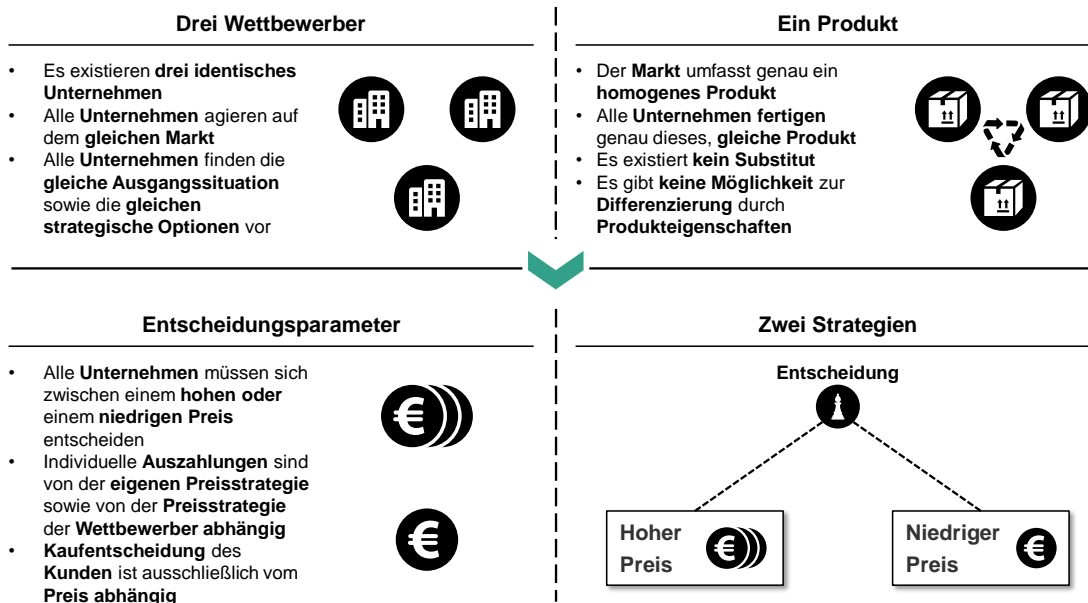 Drei Wettbewerber
• Es existieren drei identisches
Unternehmen
• Alle Unternehmen agieren auf
dem gleichen Markt
• Alle Unternehmen finden die
gleiche Ausgangssituation
sowie die gleichen
strategische Optionen vor
Ein Produkt
• Der Markt umfasst genau ein
homogenes Produkt
• Alle Unternehmen fertigen
genau dieses, gleiche Produkt
• Es existiert kein Substitut
• Es gibt keine Möglichkeit zur
Differenzierung durch
Produkteigenschaften
Entscheidungsparameter
• Alle Unternehmen müssen sich
zwischen einem hohen oder
einem niedrigen Preis
entscheiden
• Individuelle Auszahlungen sind
von der eigenen Preisstrategie
sowie von der Preisstrategie
der Wettbewerber abhängig
• Kaufentscheidung des
Kunden ist ausschließlich vom
Preis abhängig
€
€
Zwei Strategien
Entscheidung
Hoher
Preis
€
Niedriger
Preis
€